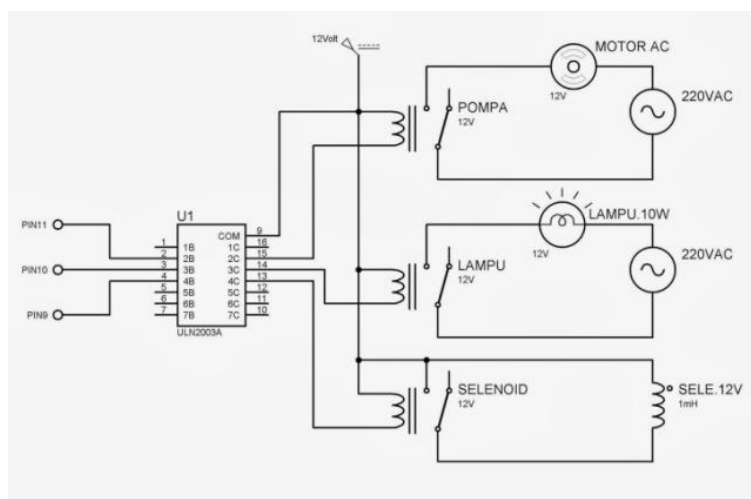 12Volt
MOTOR AC
12V
220VAC
POMPA
12V
U1
PIN11
PIN10
PIN9
COM
9
1
1B
1C
16
2
2B
2C
15
3
3B
3C
14
4
4B
4C
13
5
5B
5C
12
6
6B
6C
11
7
7B
7C
10
ULN2003A
LAMPU.10W
12V
220VAC
LAMPU
12V
SELENOID
12V
SELE.12V
1mH